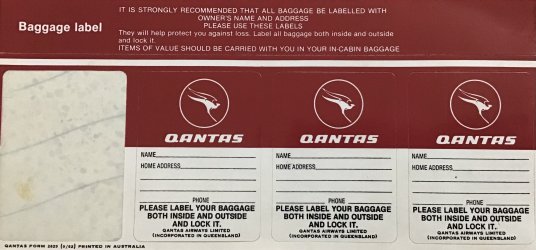 Baggage label
IT IS STRONGLY RECOMMENDED THAT ALL BAGGAGE BE LABELLED WITH
OWNER'S NAME AND ADDRESS
PLEASE USE THESE LABELS
They will help protect you against loss. Label all baggage both inside and outside
and lock it.
ITEMS OF VALUE SHOULD BE CARRIED WITH YOU IN YOUR IN-CABIN BAGGAGE
QANTAS
NAME
HOME ADDRESS
PHONE
PLEASE LABEL YOUR BAGGAGE
BOTH INSIDE AND OUTSIDE
AND LOCK IT.
QANTAS AIRWAYS LIMITED
(INCORPORATED IN QUEENSLAND)
QANTAS
NAME
HOME ADDRESS
PHONE
PLEASE LABEL YOUR BAGGAGE
BOTH INSIDE AND OUTSIDE
AND LOCK IT.
QANTAS AIRWAYS LIMITED
(INCORPORATED IN QUEENSLAND)
QANTAS
NAME
HOME ADDRESS
PHONE
PLEASE LABEL YOUR BAGGAGE
BOTH INSIDE AND OUTSIDE
AND LOCK IT.
QANTAS AIRWAYS LIMITED
(INCORPORATED IN QUEENSLAND)
QANTAS FORM PRINTED IN AUSTRALIA